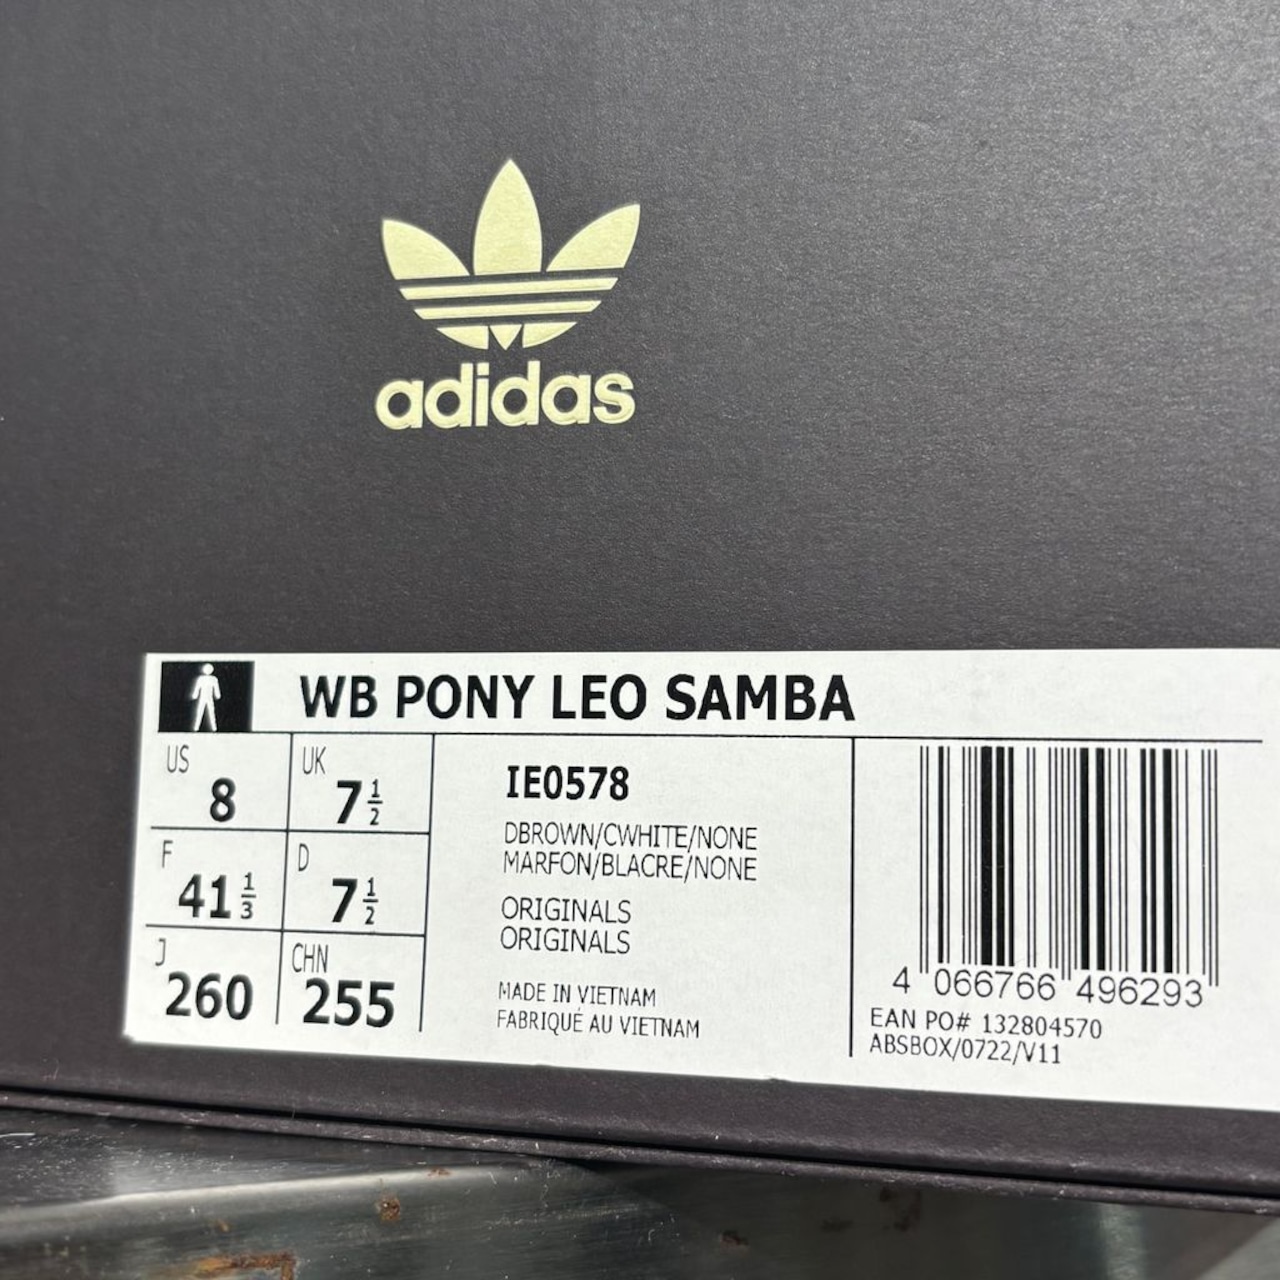 adidas
WB PONY LEO SAMBA
US
8
UK
7 1/2
F
41 1/3
D
7 1/2
J
260
CHN
255
IE0578
DBROWN/CWHITE/NONE
MARFON/BLACRE/NONE
ORIGINALS
ORIGINALS
MADE IN VIETNAM
FABRIQUÉ AU VIETNAM
4 066766 496293
EAN PO# 132804570
ABSBOX/0722/V11